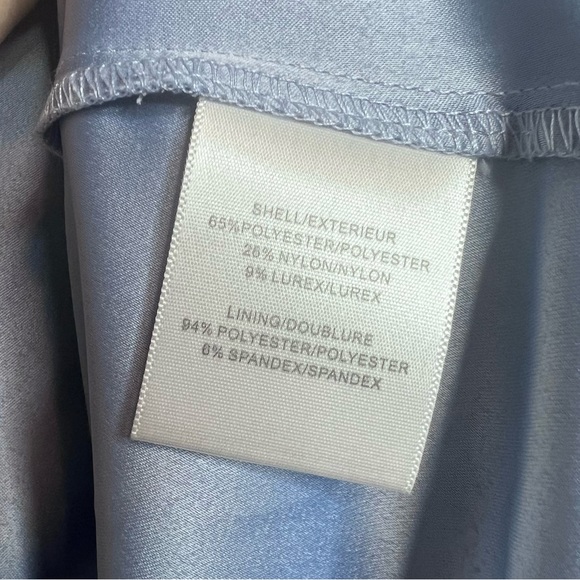 SHELL/EXTERIEUR
65%POLYESTER/POLYESTER
26% NYLON/NYLON
9% LUREX/LUREX
LINING/DOUBLURE
94% POLYESTER/POLYESTER
6% SPANDEX/SPANDEX